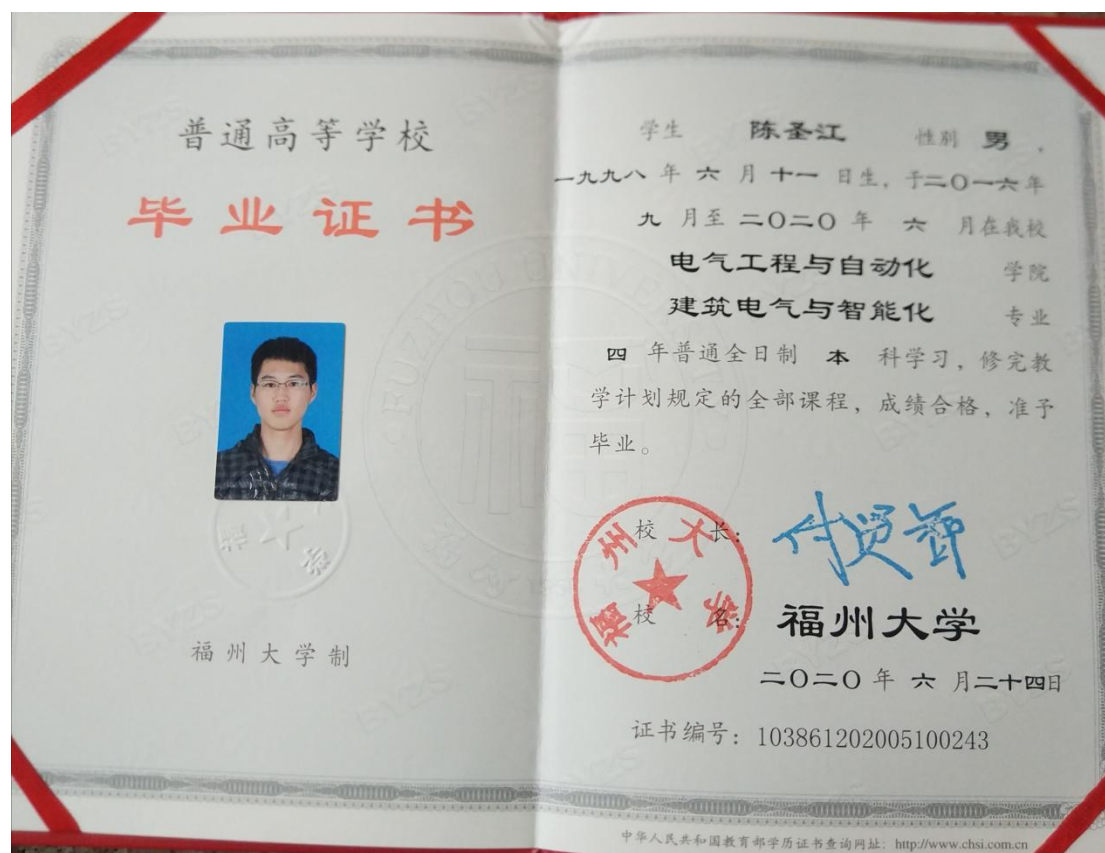 普通高等学校
毕业证书
福州大学制
学生 陈圣江 性别 男,
一九九八 年 六 月 十一 日生, 于二〇一六年
九 月至 二〇二〇 年 六 月在我校
电气工程与自动化 学院
建筑电气与智能化 专业
四 年普通全日制 本 科学习, 修完教
学计划规定的全部课程, 成绩合格, 准予
毕业。
校 长:
福州大学
校 名: 福州大学
二〇二〇 年 六 月二十四日
证书编号: 103861202005100243
中华人民共和国教育部学历证书查询网址: http://www.chsi.com.cn